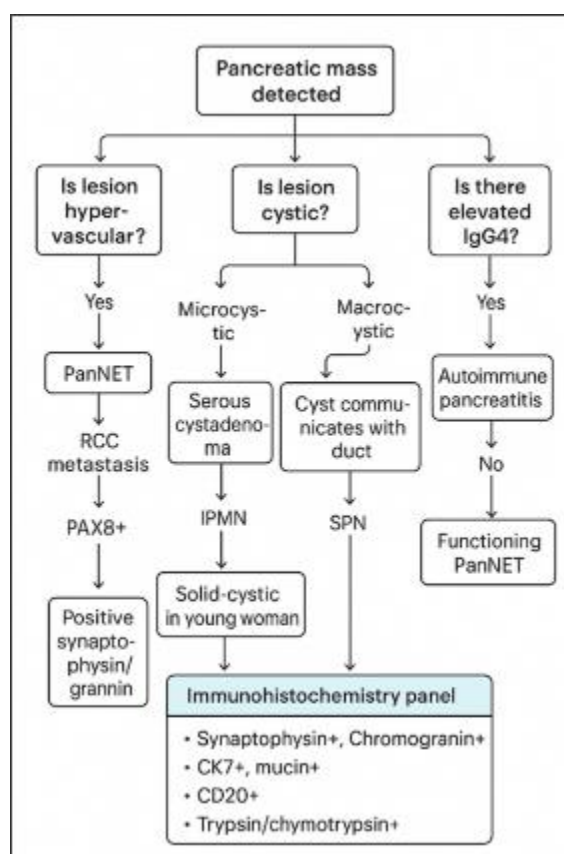 Pancreatic mass
detected
Is lesion
hyper-
vascular?
Yes
PanNET
RCC
metastasis
PAX8+
Positive
synapto-
physin/
grannin
Is lesion
cystic?
Microcys-
tic
Serous
cystadeno-
ma
IPMN
Solid-cystic
in young woman
Macroc-
ystic
Cyst commu-
nicates with
duct
SPN
Is there
elevated
IgG4?
Yes
Autoimmune
pancreatitis
No
Functioning
PanNET
Immunohistochemistry panel
• Synaptophysin+, Chromogranin+
• CK7+, mucin+
• CD20+
• Trypsin/chymotrypsin+